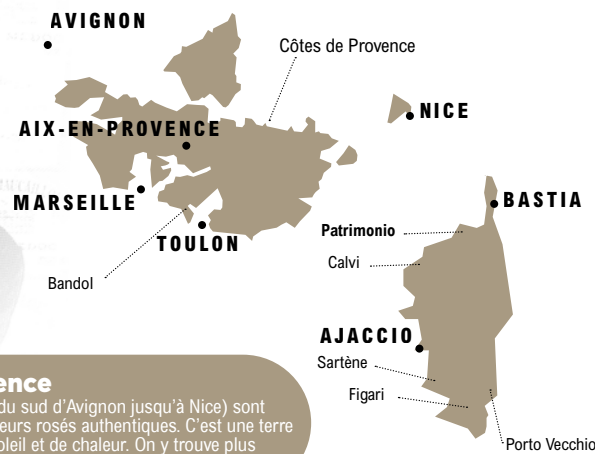 AVIGNON
Côtes de Provence
NICE
AIX-EN-PROVENCE
MARSEILLE
BASTIA
TOULON
Patrimonio
Calvi
Bandol
AJACCIO
Sartène
Figari
Porto Vecchio
ence
du sud d'Avignon jusqu'à Nice) sont
eurs rosés authentiques. C'est une terre
oleil et de chaleur. On y trouve plus